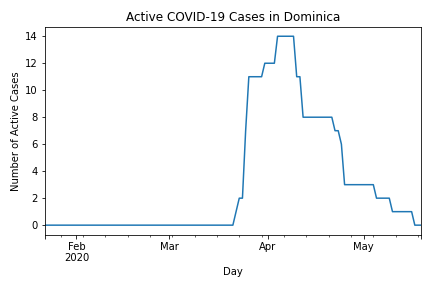 Active COVID-19 Cases in Dominica
14
12
10
8
6
4
2
0
Number of Active Cases
Feb
2020
Mar
Apr
May
Day